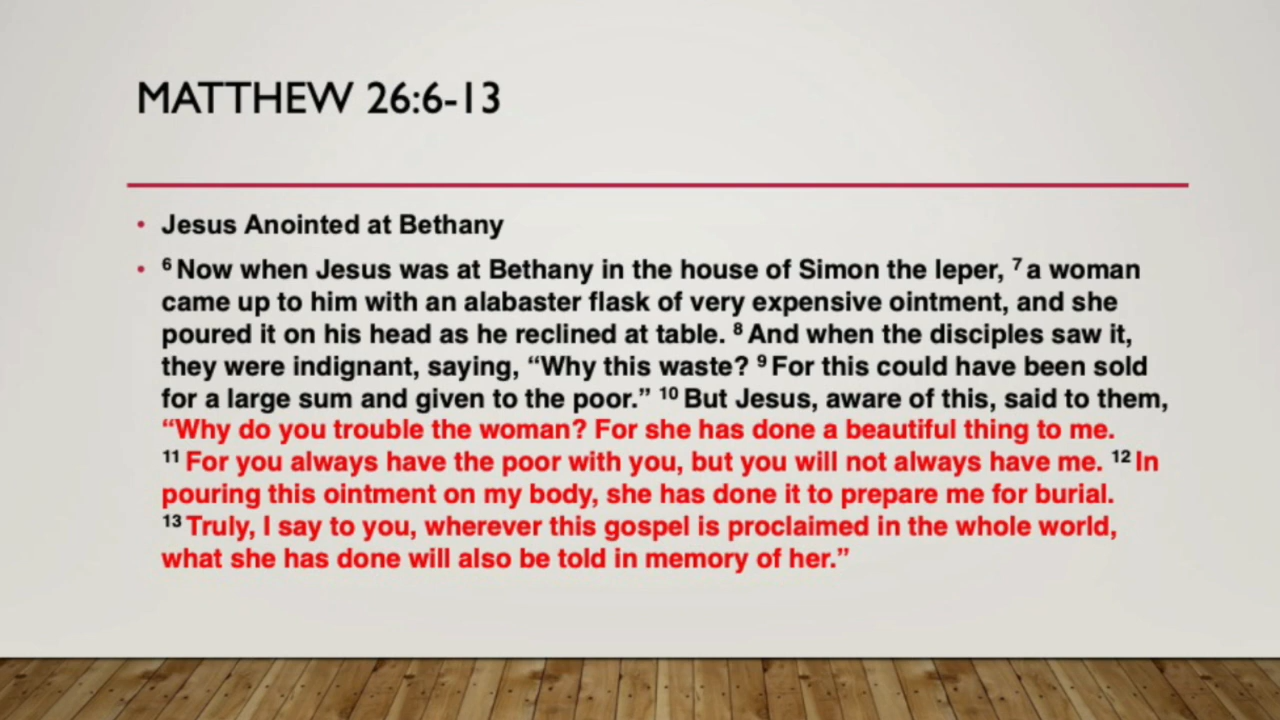 MATTHEW 26:6-13
• Jesus Anointed at Bethany
• 6 Now when Jesus was at Bethany in the house of Simon the leper, 7 a woman
came up to him with an alabaster flask of very expensive ointment, and she
poured it on his head as he reclined at table. 8 And when the disciples saw it,
they were indignant, saying, “Why this waste? 9 For this could have been sold
for a large sum and given to the poor.” 10 But Jesus, aware of this, said to them,
“Why do you trouble the woman? For she has done a beautiful thing to me.
11 For you always have the poor with you, but you will not always have me. 12 In
pouring this ointment on my body, she has done it to prepare me for burial.
13 Truly, I say to you, wherever this gospel is proclaimed in the whole world,
what she has done will also be told in memory of her.”